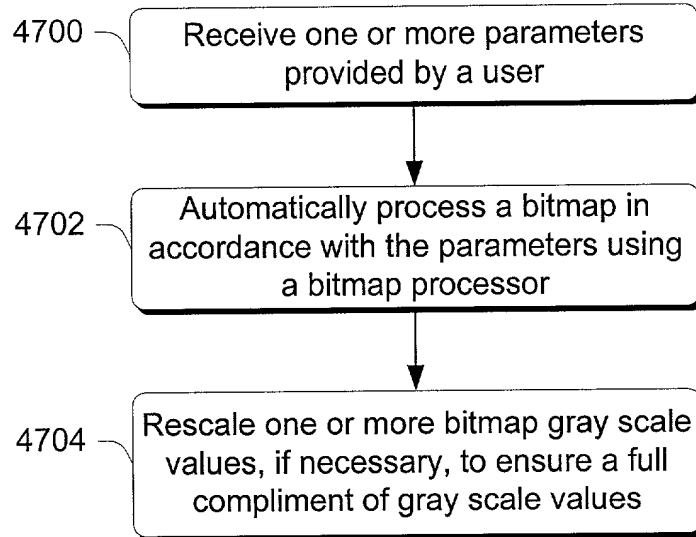 4700
Receive one or more parameters
provided by a user
4702
Automatically process a bitmap in
accordance with the parameters using
a bitmap processor
4704
Rescale one or more bitmap gray scale
values, if necessary, to ensure a full
compliment of gray scale values